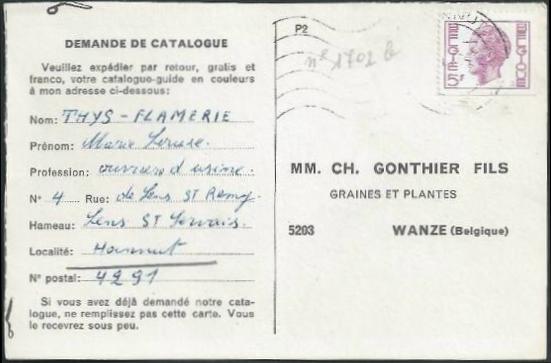 DEMANDE DE CATALOGUE
Veuillez expédier par retour, gratis et
franco, votre catalogue-guide en couleurs
à mon adresse ci-dessous:
Nom: THYS - FLAMERIE
Prénom: Marie
Profession: ouvrière d'usine.
N° 4 Rue: de Lens ST Remy.
Hameau: Lens ST Servais.
Localité: Hannut
N° postal: 4291
Si vous avez déjà demandé notre cata-
logue, ne remplissez pas cette carte. Vous
le recevrez sous peu.
P2
n° 1702 b
BELGIE 5F
MM. CH. GONTHIER FILS
GRAINES ET PLANTES
5203 WANZE (Belgique)